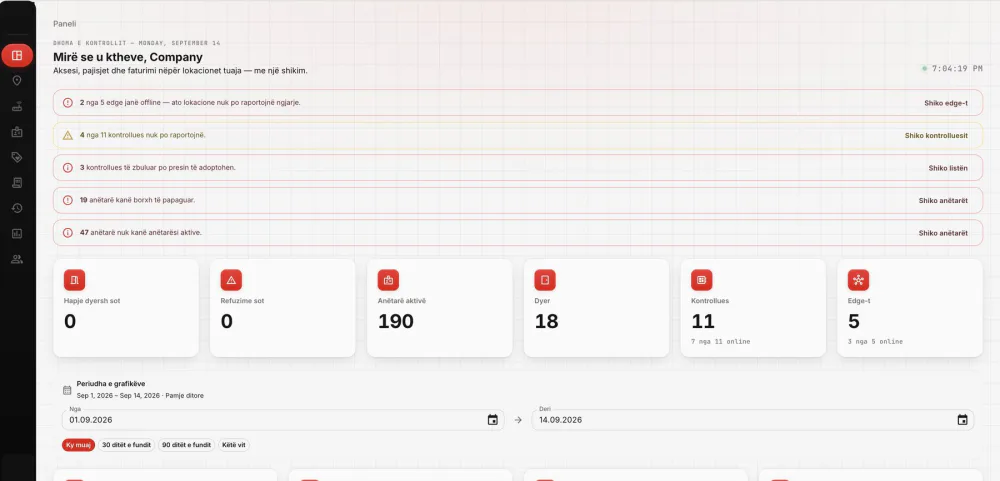 Paneli
DHOMA E KONTROLLIT — MONDAY, SEPTEMBER 14
Mirë se u ktheve, Company
Aksesi, pajisjet dhe faturimi nëpër lokacionet tuaja — me një shikim.
7:04:19 PM
2 nga 5 edge janë offline — ato lokacione nuk po raportojnë ngjarje.
Shiko edge-t
4 nga 11 kontrollues nuk po raportojnë.
Shiko kontrolluesit
3 kontrollues të zbuluar po presin të adoptohen.
Shiko listën
19 anëtarë kanë borxh të papaguar.
Shiko anëtarët
47 anëtarë nuk kanë anëtarësi aktive.
Shiko anëtarët
Hapje dyersh sot
0
Refuzime sot
0
Anëtarë aktivë
190
Dyer
18
Kontrollues
11
7 nga 11 online
Edge-t
5
3 nga 5 online
Periudha e grafikëve
Sep 1, 2026 – Sep 14, 2026 · Pamje ditore
Nga
01.09.2026
Deri
14.09.2026
Ky muaj
30 ditët e fundit
90 ditët e fundit
Këtë vit